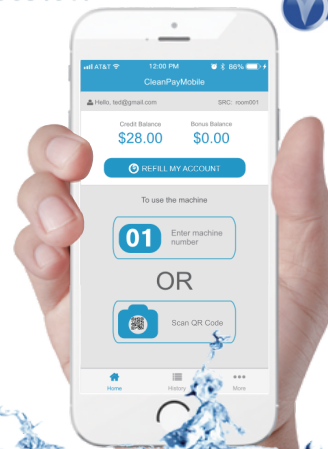 AT&T 12:00 PM 86%
CleanPayMobile
Hello, ted@gmail.com SRC: room001
Credit Balance Bonus Balance
$28.00 $0.00
REFILL MY ACCOUNT
To use the machine
01 Enter machine
number
OR
Scan QR Code
Home History More